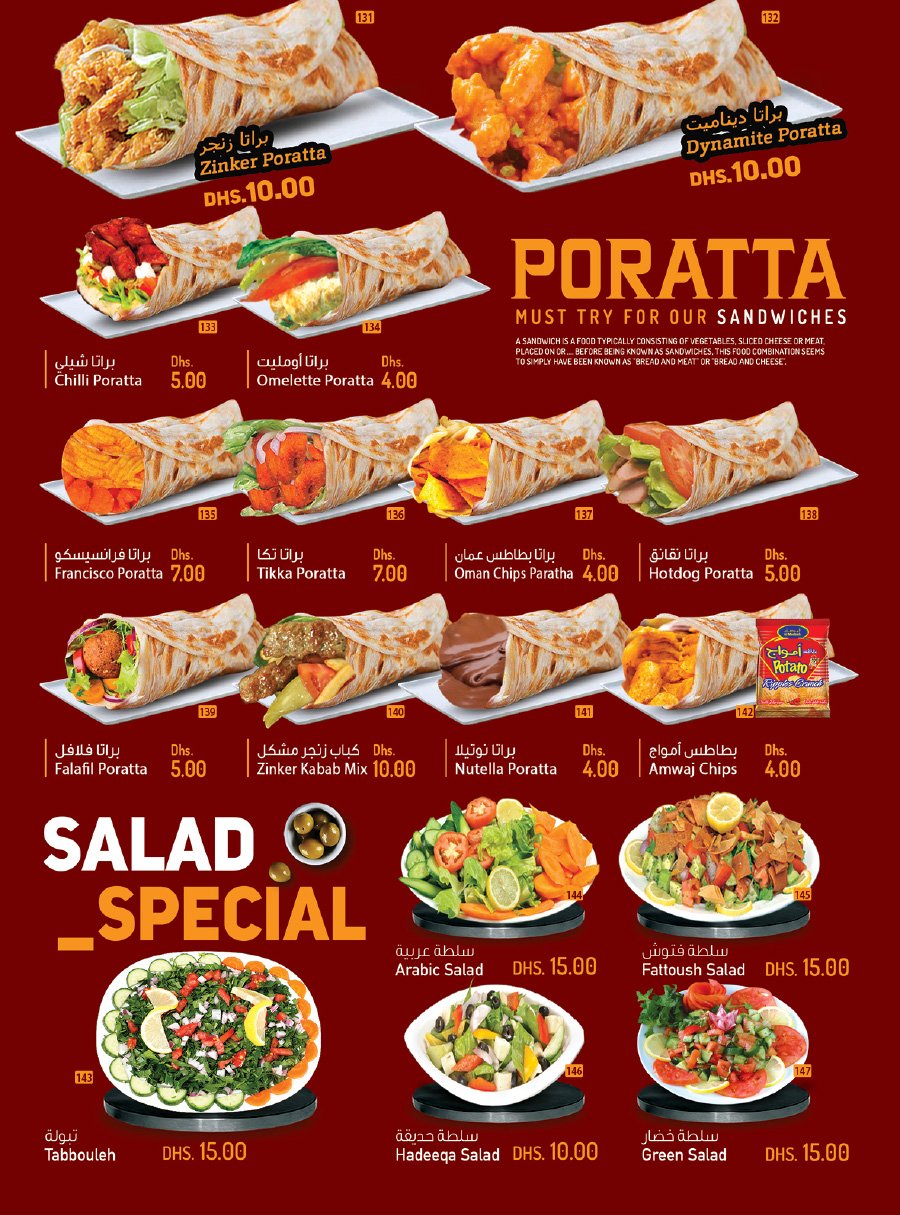 131
براتا زنجر
Zinker Poratta
DHS.10.00
132
براتا ديناميت
Dynamite Poratta
DHS.10.00
PORATTA
MUST TRY FOR OUR SANDWICHES
A SANDWICH IS A FOOD TYPICALLY CONSISTING OF VEGETABLES, SLICED CHEESE OR MEAT,
PLACED ON OR .... BEFORE BEING KNOWN AS SANDWICHES, THIS FOOD COMBINATION SEEMS
TO SIMPLY HAVE BEEN KNOWN AS "BREAD AND MEAT" OR "BREAD AND CHEESE".
133
براتا شيلي
Chilli Poratta
Dhs.
5.00
134
براتا أومليت
Omelette Poratta
Dhs.
4.00
135
براتا فرانسيسكو
Francisco Poratta
Dhs.
7.00
136
براتا تكا
Tikka Poratta
Dhs.
7.00
137
براتا بطاطس عمان
Oman Chips Paratha
Dhs.
4.00
138
براتا نقانق
Hotdog Poratta
Dhs.
5.00
139
براتا فلافل
Falafil Poratta
Dhs.
5.00
140
كباب زنجر مشكل
Zinker Kabab Mix
Dhs.
10.00
141
براتا نوتيلا
Nutella Poratta
Dhs.
4.00
142
بطاطس أمواج
Potato
Ripples Crunch
بطاطس أمواج
Amwaj Chips
Dhs.
4.00
SALAD
_SPECIAL
143
تبولة
Tabbouleh
DHS. 15.00
144
سلطة عربية
Arabic Salad
DHS. 15.00
145
سلطة فتوش
Fattoush Salad
DHS. 15.00
146
سلطة حديقة
Hadeeqa Salad
DHS. 10.00
147
سلطة خضار
Green Salad
DHS. 15.00